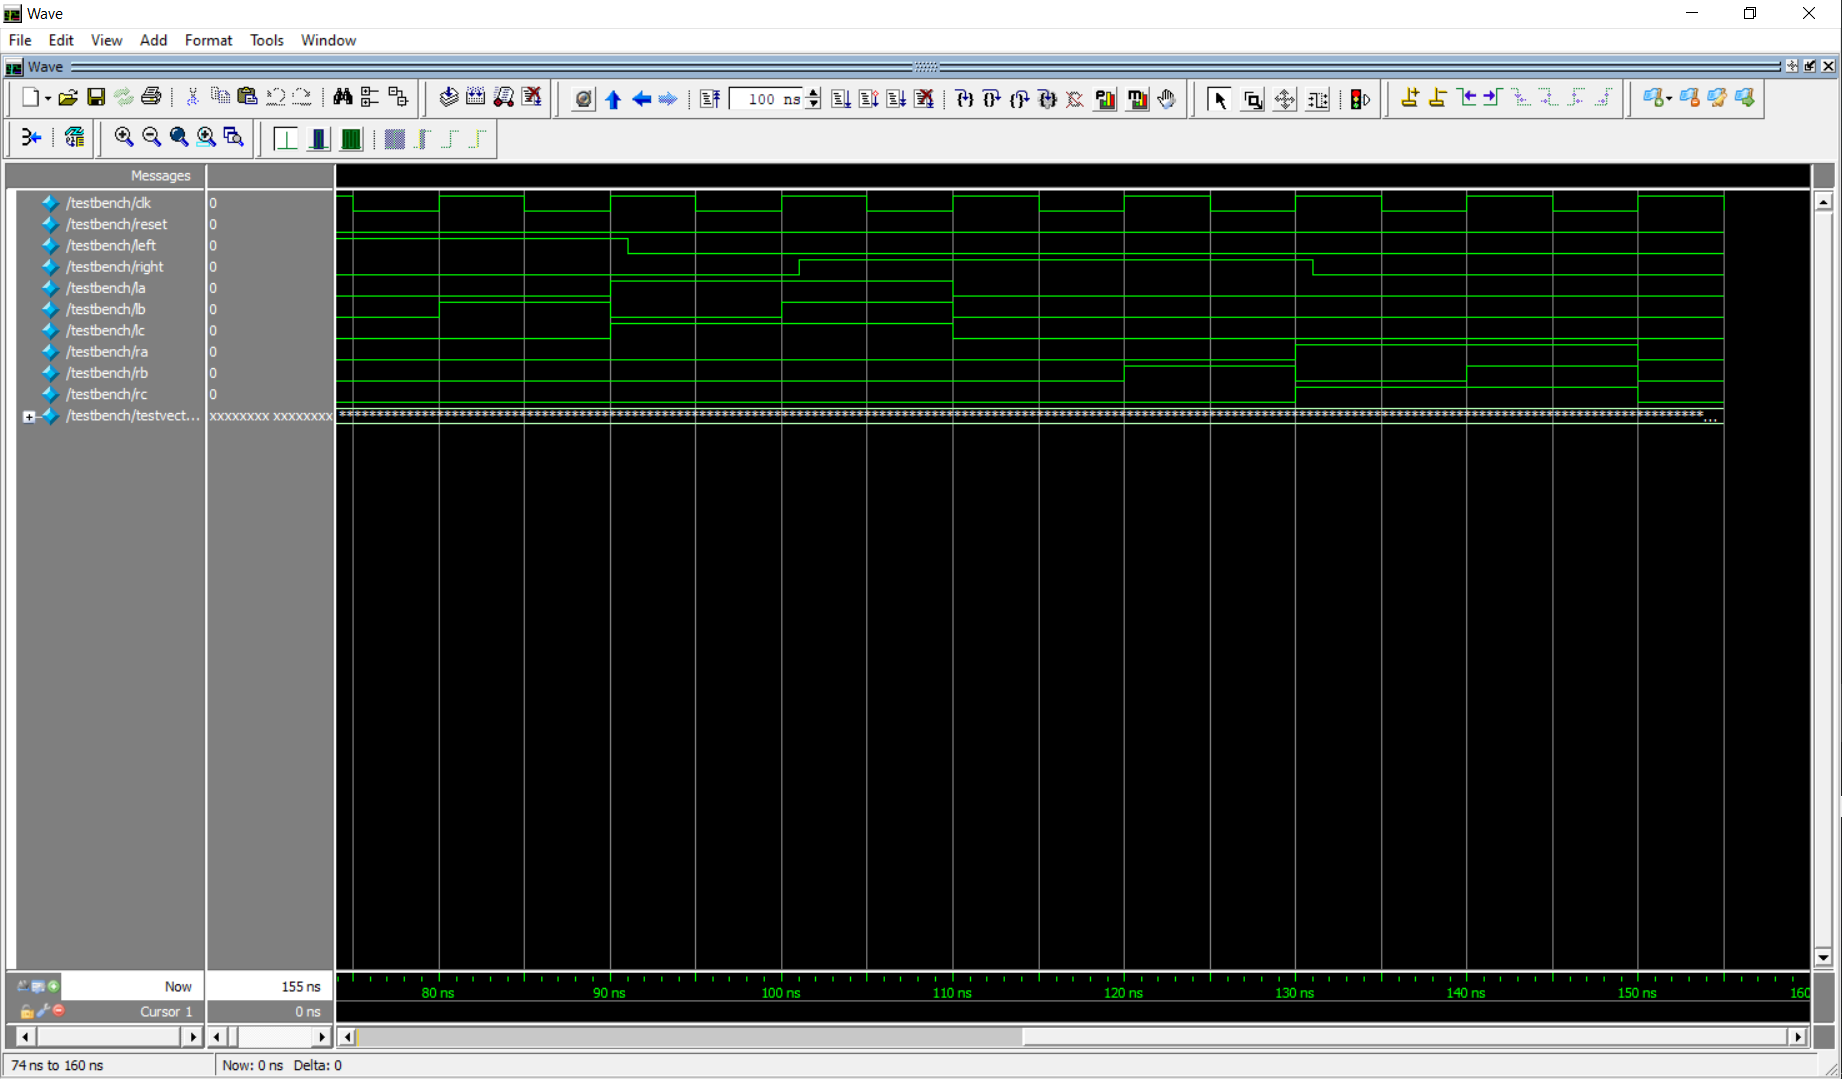 Wave
File Edit View Add Format Tools Window
Wave
100 ns
Messages
/testbench/clk 0
/testbench/reset 0
/testbench/left 0
/testbench/right 0
/testbench/la 0
/testbench/lb 0
/testbench/lc 0
/testbench/ra 0
/testbench/rb 0
/testbench/rc 0
/testbench/testvect... xxxxxxxx xxxxxxxx
Now 155 ns
80 ns 90 ns 100 ns 110 ns 120 ns 130 ns 140 ns 150 ns 160
Cursor 1 0 ns
74 ns to 160 ns Now: 0 ns Delta: 0